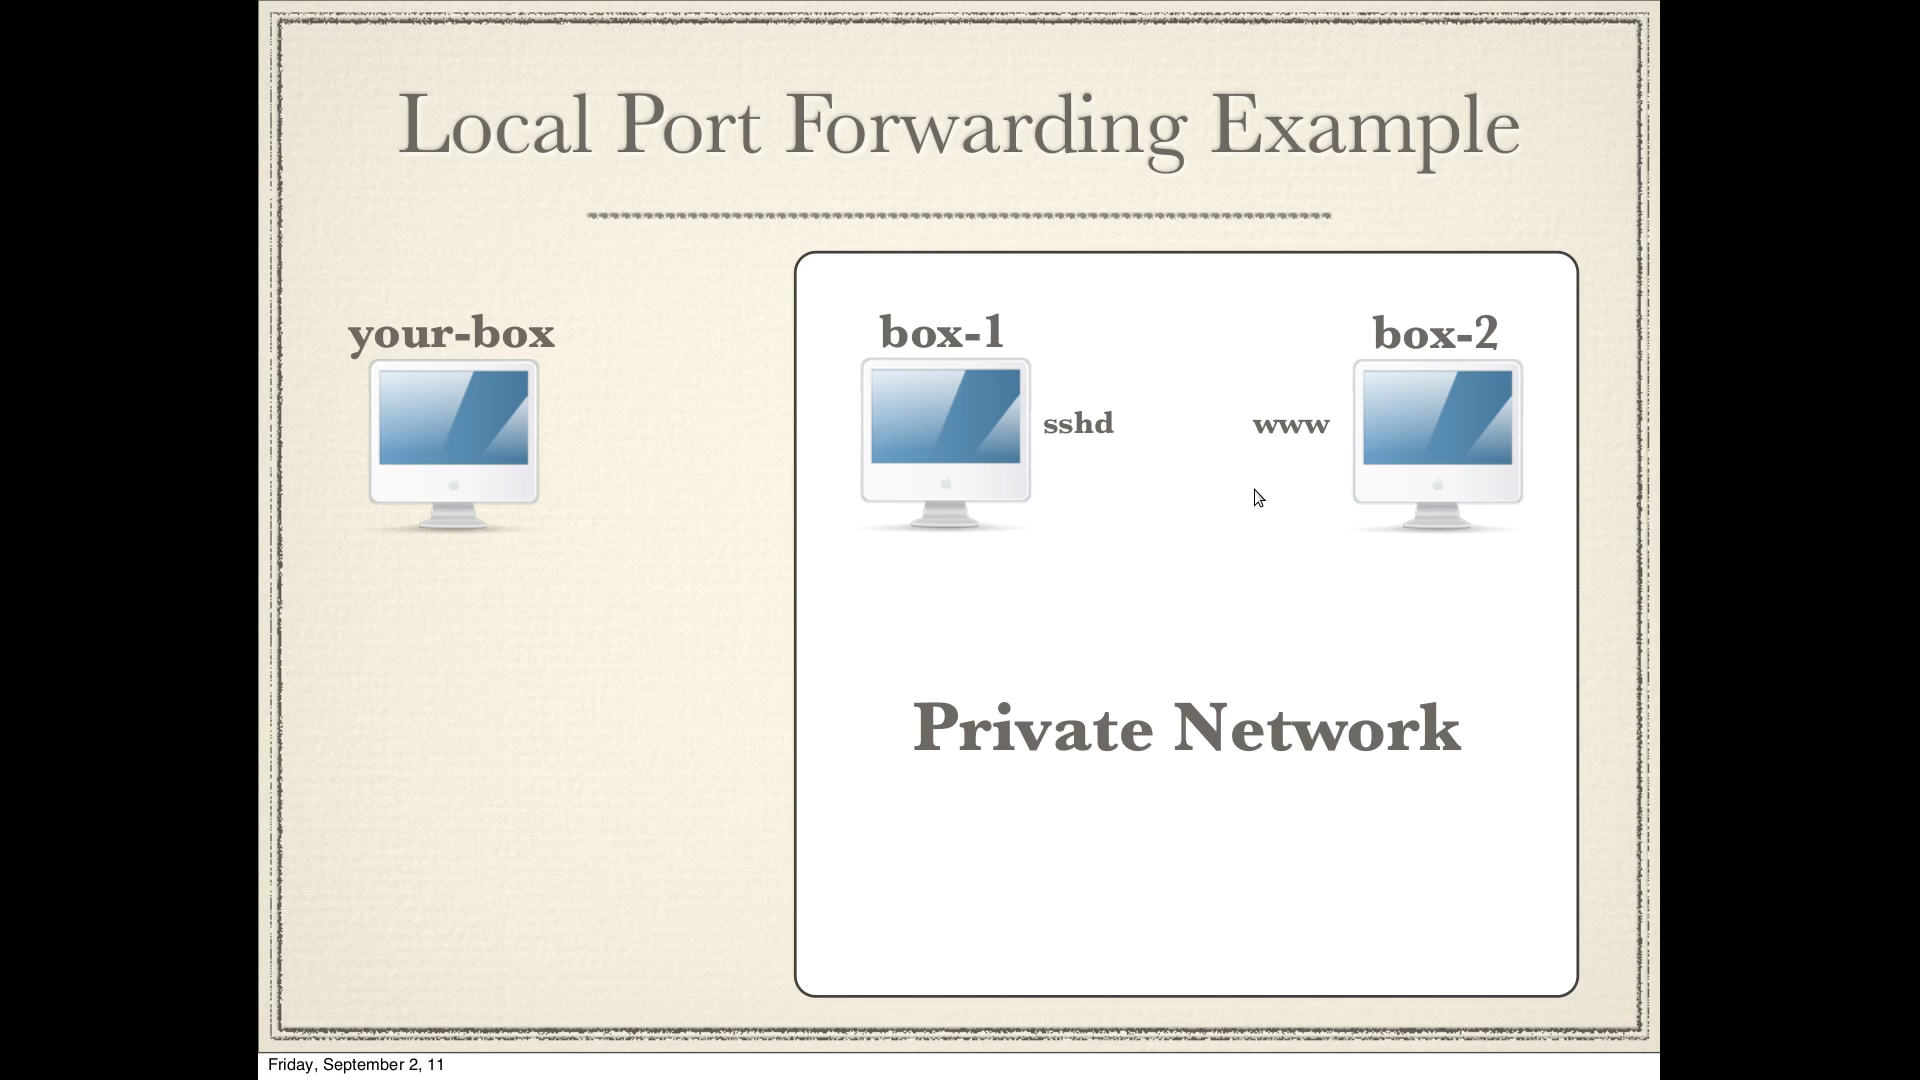 Local Port Forwarding Example
your-box
box-1
box-2
sshd
www
Private Network
Friday, September 2, 11